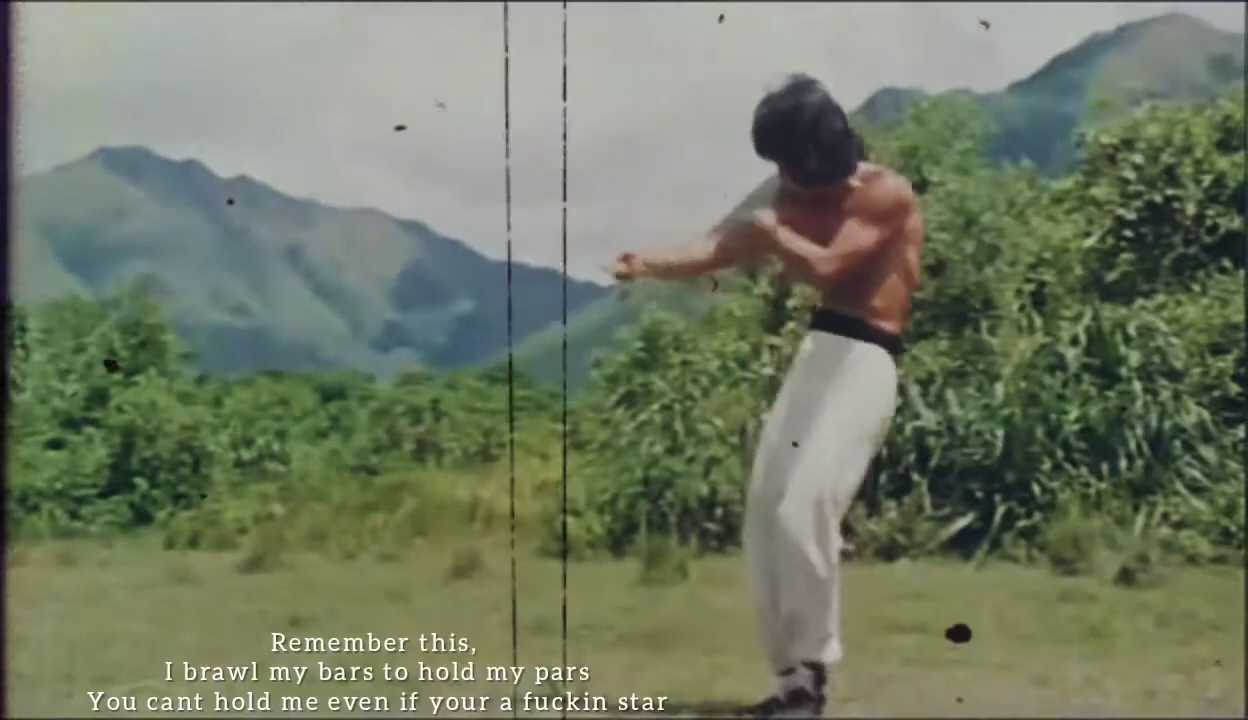 Remember this,
I brawl my bars to hold my pars
You cant hold me even if your a fuckin star